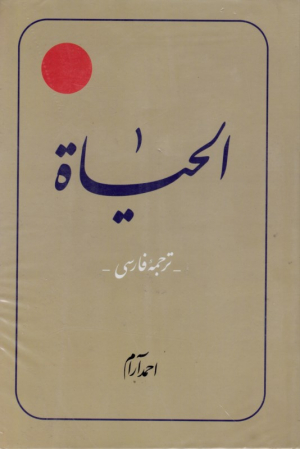 الحیاة
۱
- ترجمهٔ فارسی -
احمد آرام